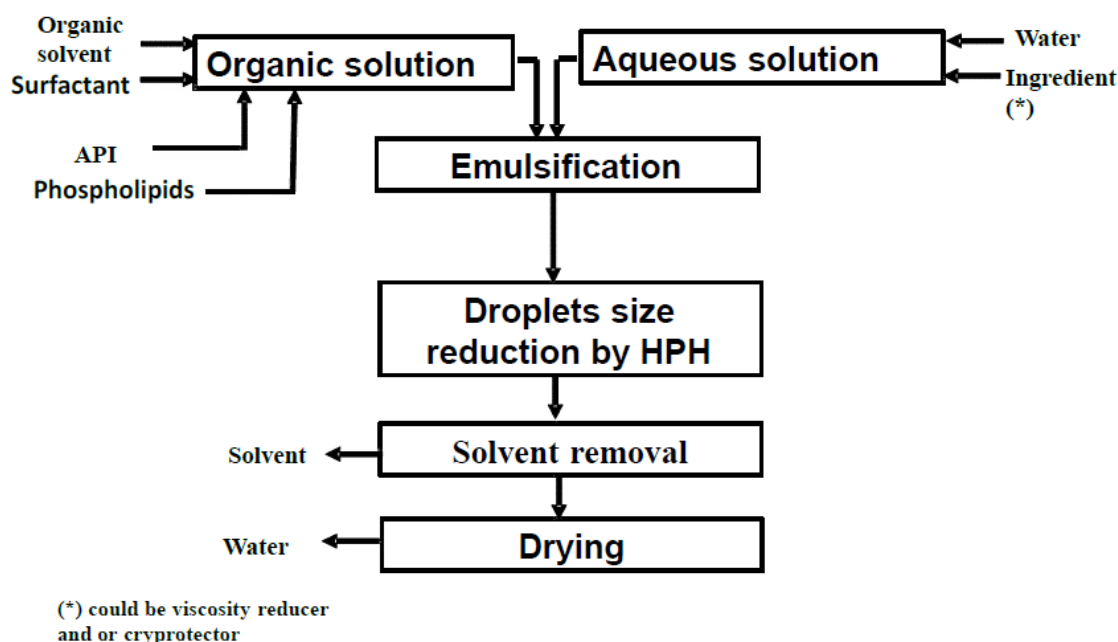 Organic
solvent
Surfactant
API
Phospholipids
Organic solution
Aqueous solution
Water
Ingredient
(*)
Emulsification
Droplets size
reduction by HPH
Solvent
Solvent removal
Water
Drying
(*) could be viscosity reducer
and or cryprotector